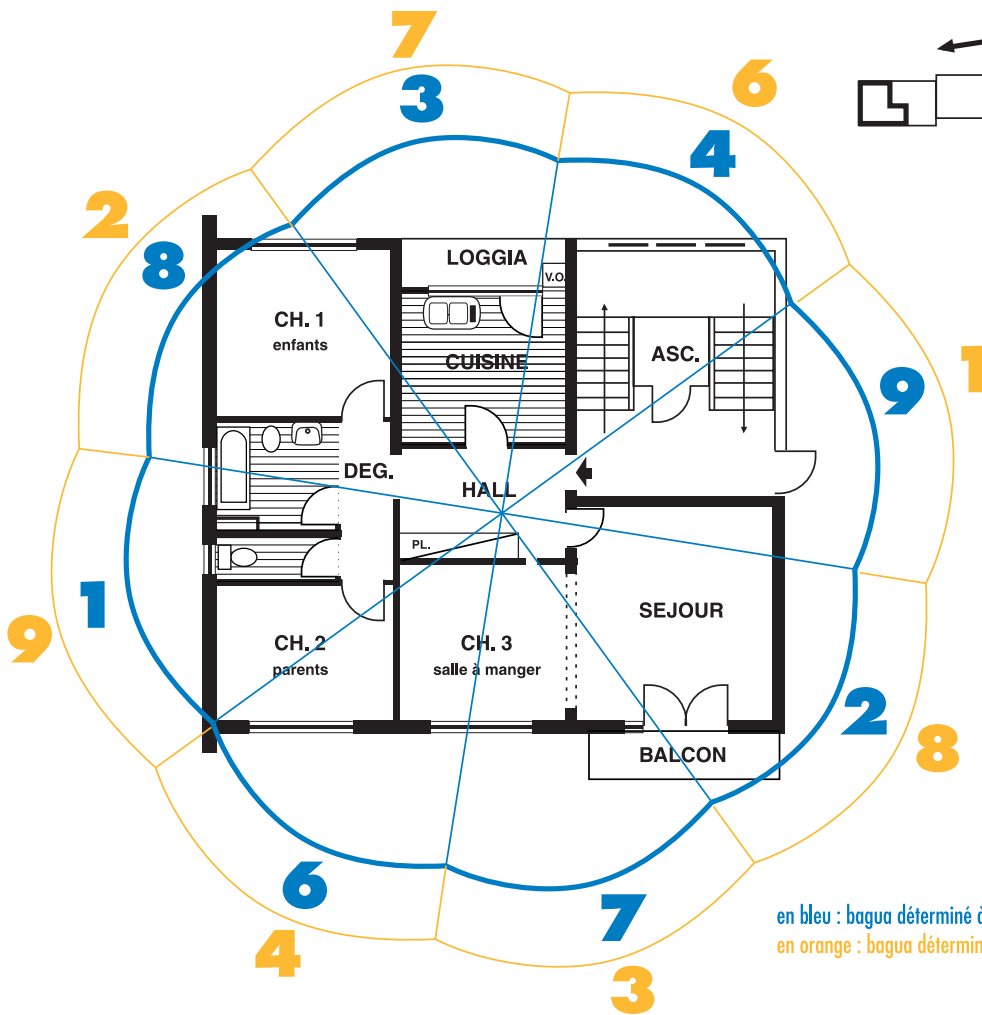 7
3
6
4
2
8
LOGGIA
V.O.
CH. 1
enfants
CUISINE
ASC.
1
9
DEG.
HALL
PL.
1
9
SEJOUR
CH. 2
parents
CH. 3
salle à manger
2
8
BALCON
6
4
7
3
en bleu : bagua déterminé à
en orange : bagua détermin